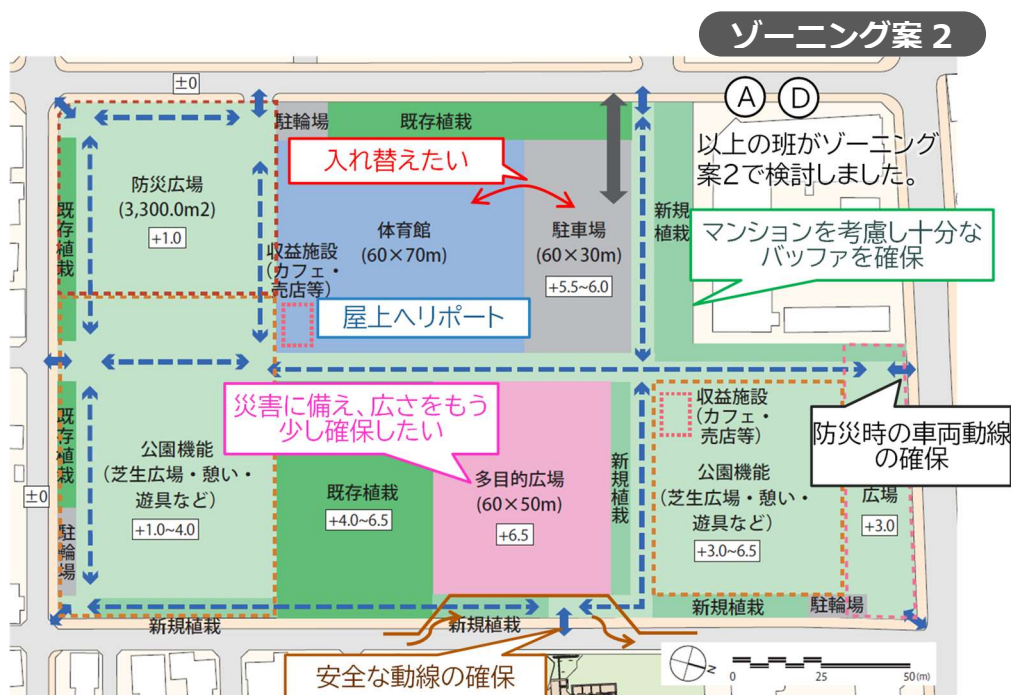 ゾーニング案 2
±0
A D
以上の班がゾーニング
案2で検討しました。
駐輪場
既存植栽
入れ替えたい
防災広場
(3,300.0m2)
+1.0
既存植栽
体育館
(60×70m)
駐車場
(60×30m)
+5.5~6.0
新規
植栽
マンションを考慮し十分な
バッファを確保
収益施設
(カフェ・
売店等)
屋上ヘリポート
災害に備え、広さをもう
少し確保したい
収益施設
(カフェ・
売店等)
防災時の車両動線
の確保
既存植栽
公園機能
(芝生広場・憩い・
遊具など)
+1.0~4.0
既存植栽
+4.0~6.5
多目的広場
(60×50m)
+6.5
新規植栽
公園機能
(芝生広場・憩い・
遊具など)
+3.0~6.5
広場
+3.0
±0
駐輪場
新規植栽
新規植栽
新規植栽
駐輪場
安全な動線の確保
N
0 25 50(m)